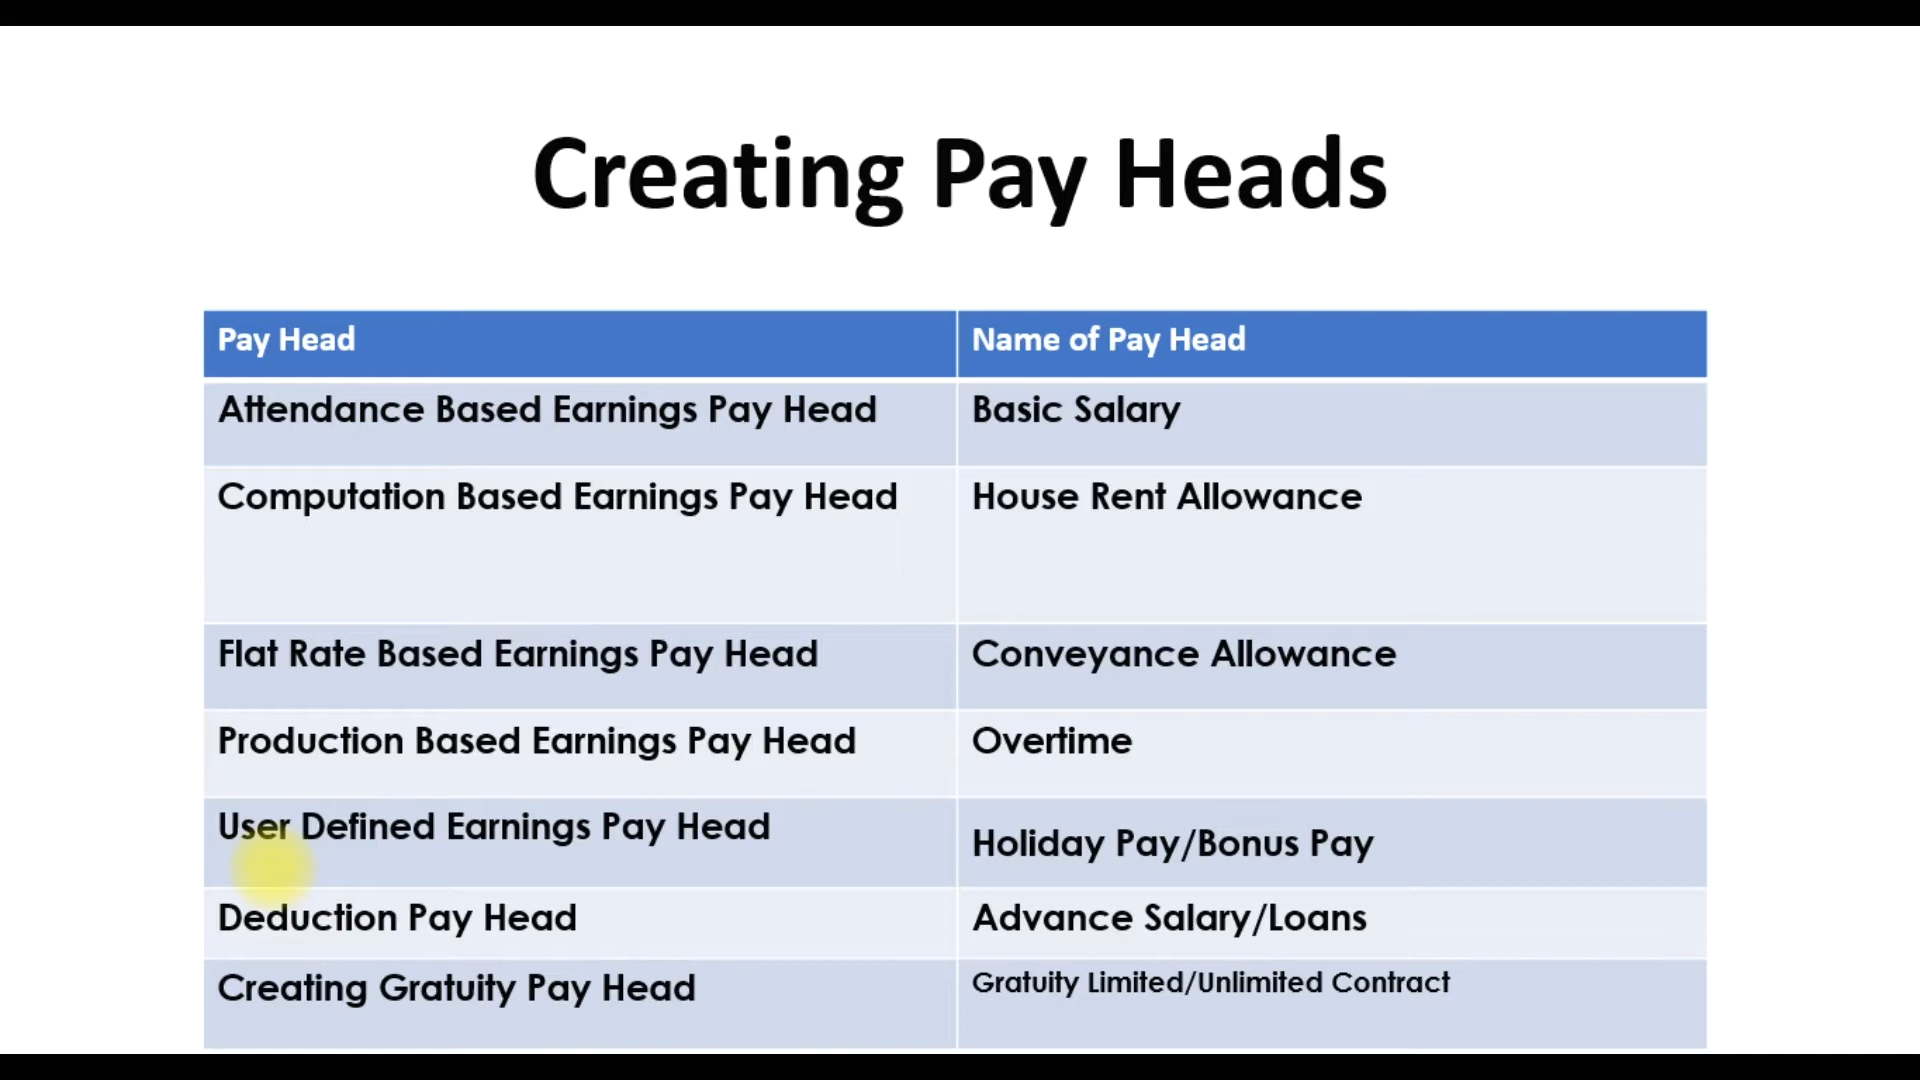 Creating Pay Heads
Pay Head Name of Pay Head
Attendance Based Earnings Pay Head Basic Salary
Computation Based Earnings Pay Head House Rent Allowance
Flat Rate Based Earnings Pay Head Conveyance Allowance
Production Based Earnings Pay Head Overtime
User Defined Earnings Pay Head Holiday Pay/Bonus Pay
Deduction Pay Head Advance Salary/Loans
Creating Gratuity Pay Head Gratuity Limited/Unlimited Contract